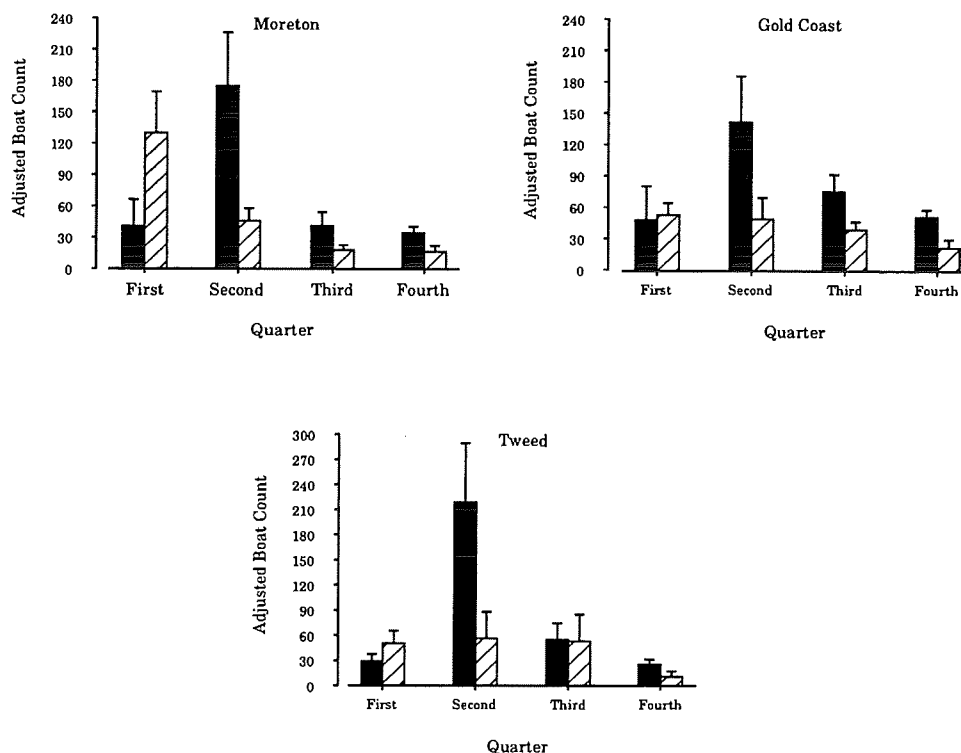 Moreton
Adjusted Boat Count
240
210
180
150
120
90
60
30
0
First Second Third Fourth
Quarter
Gold Coast
Adjusted Boat Count
240
210
180
150
120
90
60
30
0
First Second Third Fourth
Quarter
Tweed
Adjusted Boat Count
300
270
240
210
180
150
120
90
60
30
0
First Second Third Fourth
Quarter